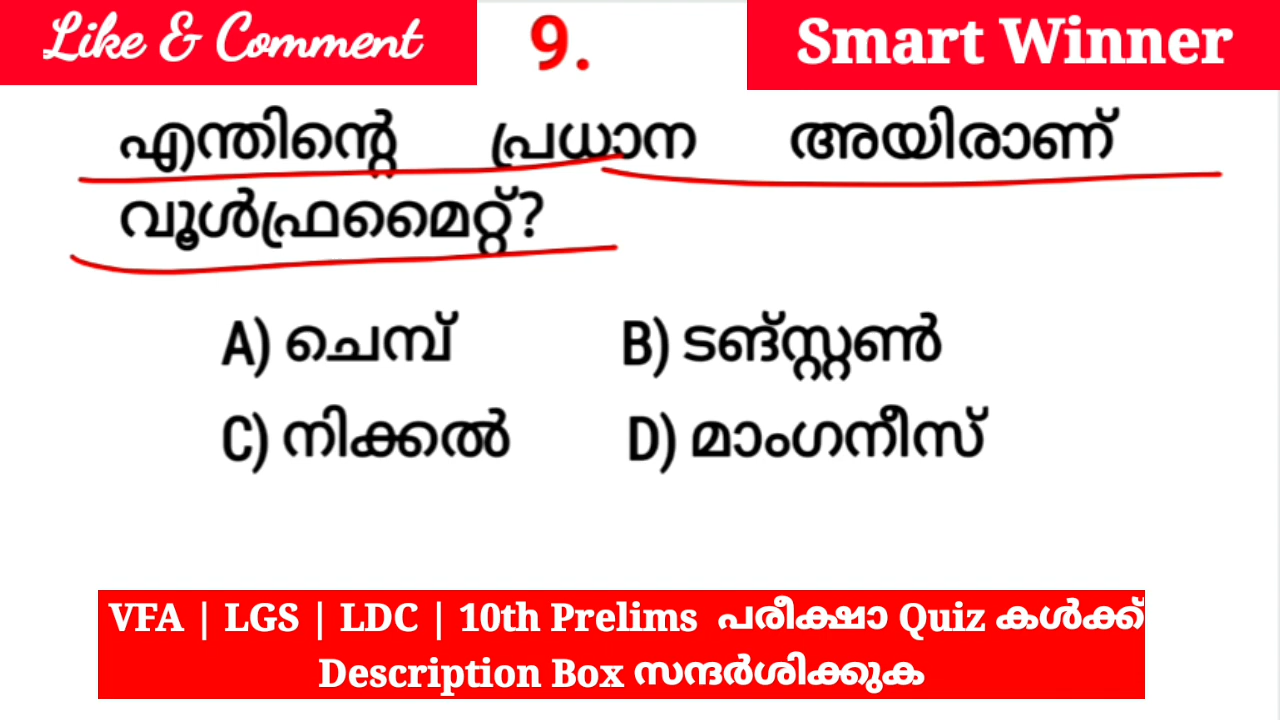 Like & Comment
9.
Smart Winner
എന്തിന്റെ പ്രധാന അയിരാണ്
വൂൾഫ്രമൈറ്റ്?
A) ചെമ്പ് B) ടങ്സ്റ്റൺ
C) നിക്കൽ D) മാംഗനീസ്
VFA | LGS | LDC | 10th Prelims പരീക്ഷാ Quiz കൾക്ക്
Description Box സന്ദർശിക്കുക